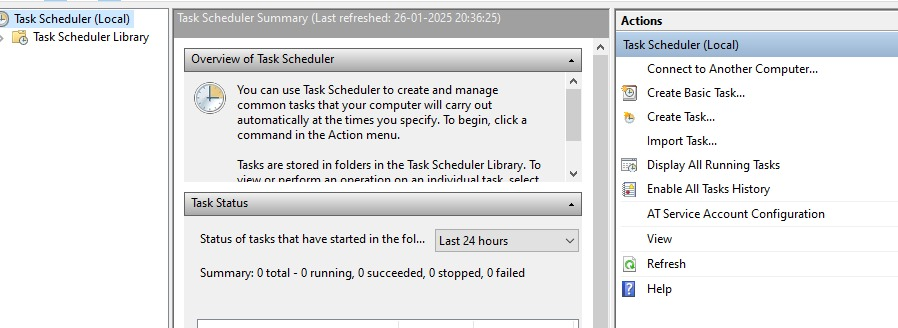 Task Scheduler (Local)
Task Scheduler Library
Task Scheduler Summary (Last refreshed: 26-01-2025 20:36:25)
Overview of Task Scheduler
You can use Task Scheduler to create and manage
common tasks that your computer will carry out
automatically at the times you specify. To begin, click a
command in the Action menu.
Tasks are stored in folders in the Task Scheduler Library. To
view or perform an operation on an individual task, select
Task Status
Status of tasks that have started in the fol...
Last 24 hours
Summary: 0 total - 0 running, 0 succeeded, 0 stopped, 0 failed
Actions
Task Scheduler (Local)
Connect to Another Computer...
Create Basic Task...
Create Task...
Import Task...
Display All Running Tasks
Enable All Tasks History
AT Service Account Configuration
View
Refresh
Help